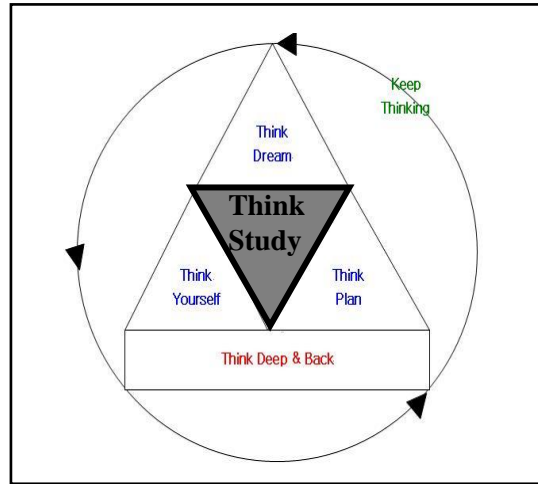 Keep
Thinking
Think
Dream
Think
Study
Think
Yourself
Think
Plan
Think Deep & Back